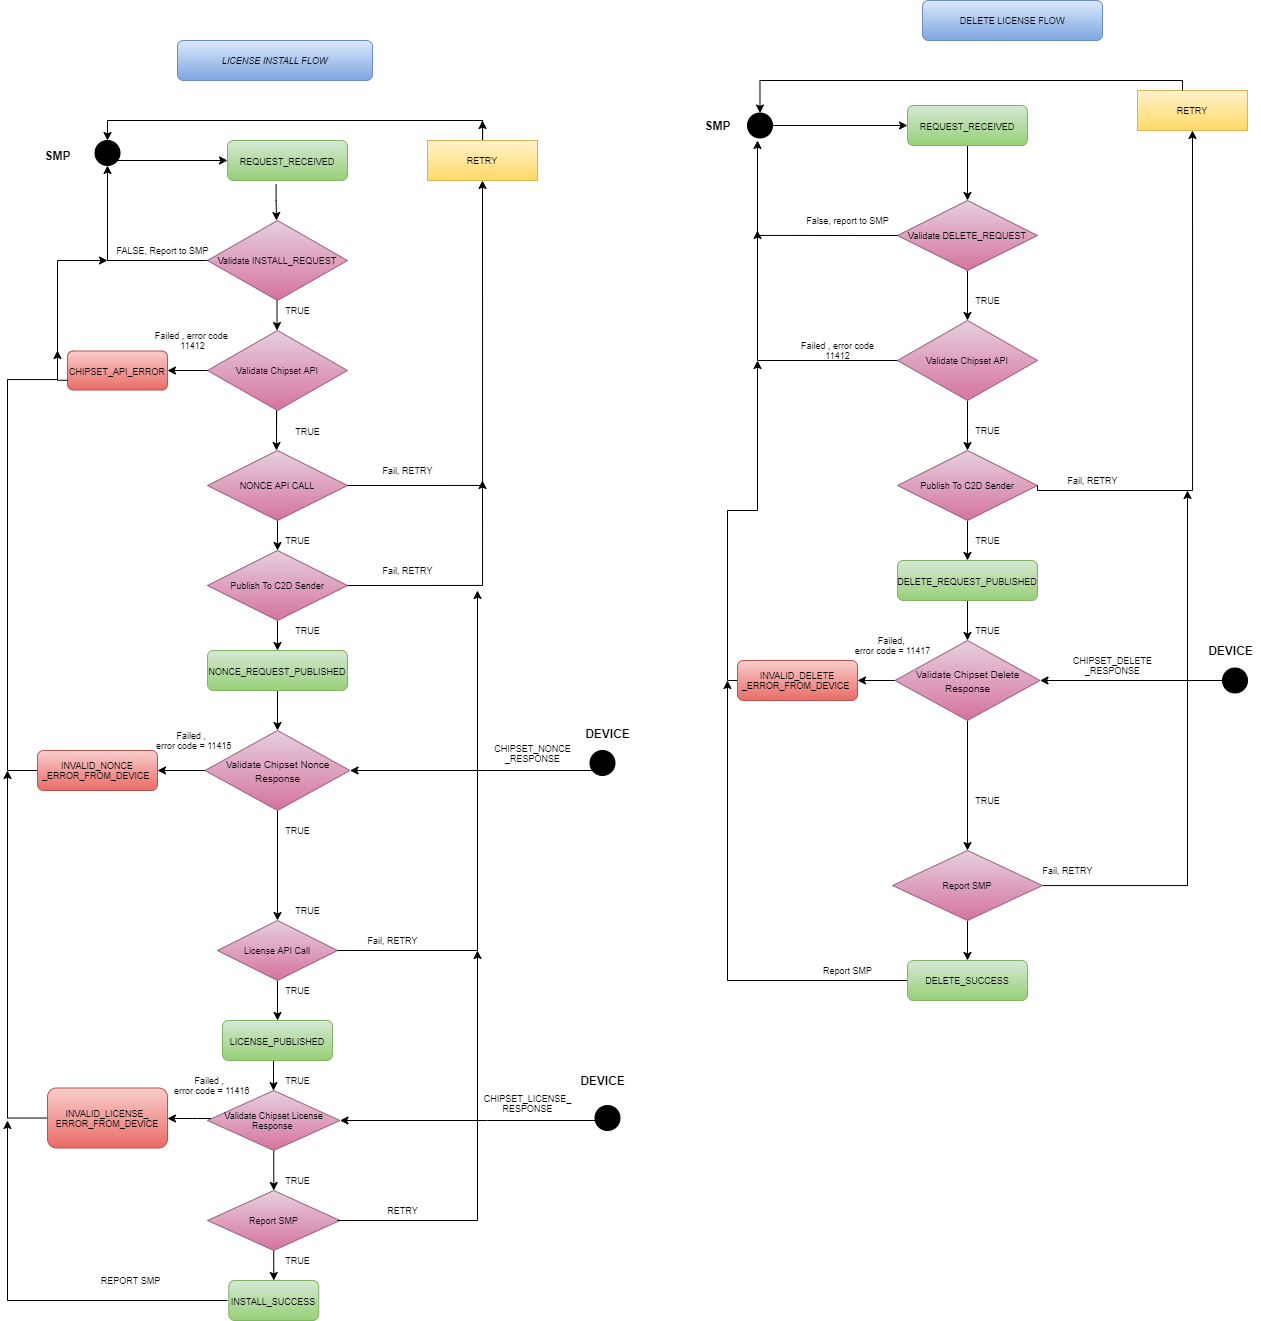 LICENSE INSTALL FLOW
SMP
REQUEST_RECEIVED
RETRY
FALSE, Report to SMP
Validate INSTALL_REQUEST
TRUE
Failed , error code
11412
CHIPSET_API_ERROR
Validate Chipset API
TRUE
NONCE API CALL
Fail, RETRY
TRUE
Publish To C2D Sender
Fail, RETRY
TRUE
NONCE_REQUEST_PUBLISHED
Failed ,
error code = 11415
INVALID_NONCE
_ERROR_FROM_DEVICE
Validate Chipset Nonce
Response
CHIPSET_NONCE
_RESPONSE
DEVICE
TRUE
TRUE
License API Call
Fail, RETRY
TRUE
LICENSE_PUBLISHED
TRUE
Failed ,
error code = 11416
INVALID_LICENSE_
ERROR_FROM_DEVICE
Validate Chipset License
Response
CHIPSET_LICENSE_
RESPONSE
DEVICE
TRUE
Report SMP
RETRY
TRUE
REPORT SMP
INSTALL_SUCCESS
DELETE LICENSE FLOW
SMP
REQUEST_RECEIVED
RETRY
False, report to SMP
Validate DELETE_REQUEST
TRUE
Failed , error code
11412
Validate Chipset API
TRUE
Publish To C2D Sender
Fail, RETRY
TRUE
DELETE_REQUEST_PUBLISHED
TRUE
Failed,
error code = 11417
INVALID_DELETE
_ERROR_FROM_DEVICE
Validate Chipset Delete
Response
CHIPSET_DELETE
_RESPONSE
DEVICE
TRUE
Report SMP
Fail, RETRY
Report SMP
DELETE_SUCCESS